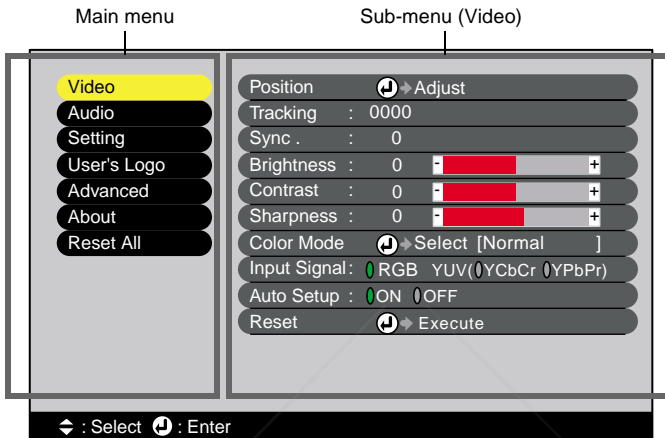 Main menu
Sub-menu (Video)
Video
Audio
Setting
User's Logo
Advanced
About
Reset All
Position Adjust
Tracking : 0000
Sync . : 0
Brightness : 0 - +
Contrast : 0 - +
Sharpness : 0 - +
Color Mode Select [Normal ]
Input Signal : RGB YUV( YCbCr YPbPr)
Auto Setup : ON OFF
Reset Execute
: Select : Enter